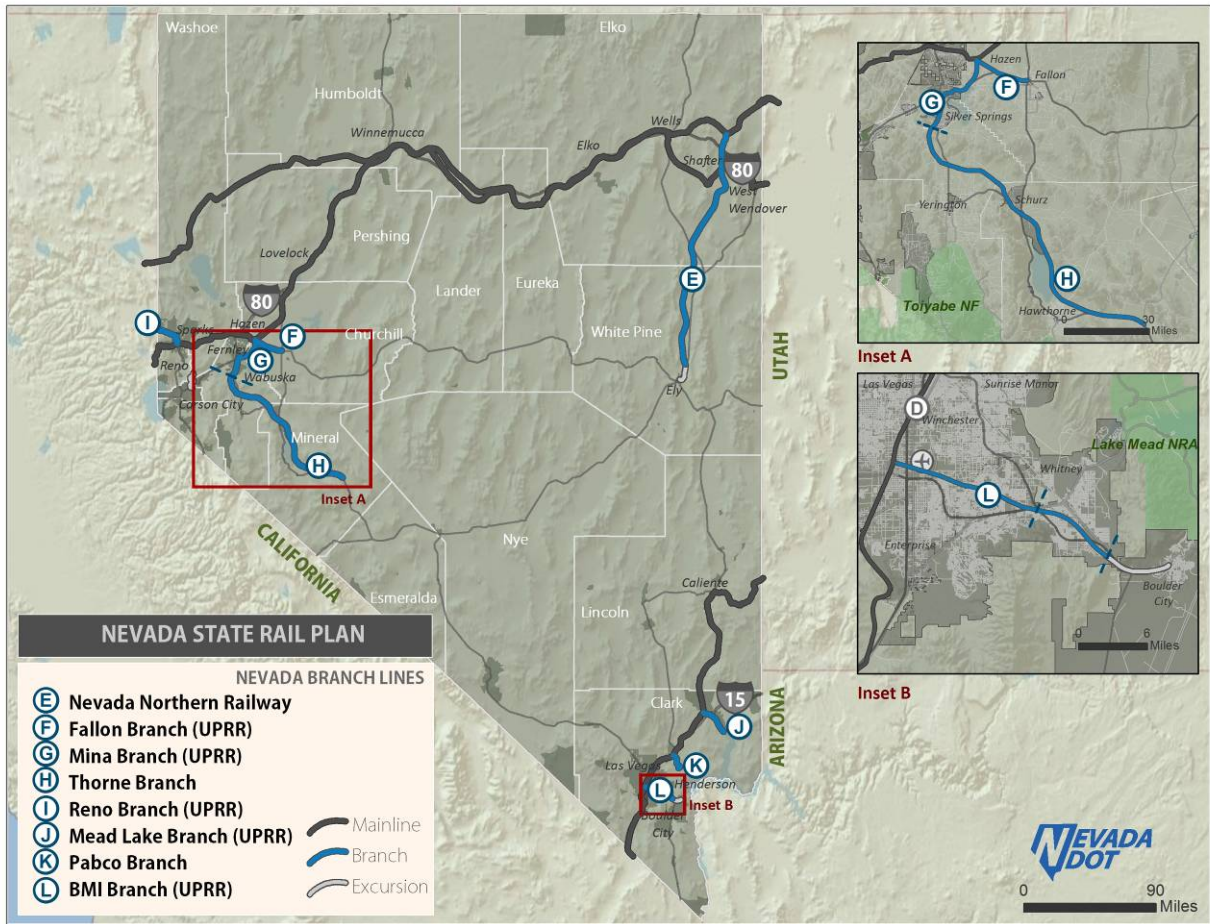 Washoe
Elko
Humboldt
Winnemucca
Wells
Elko
Shafter
80
West
Wendover
Pershing
Lovelock
Lander
Eureka
E
White Pine
UTAH
80
I
Sparks
Hazen
F
Churchill
Fernley
G
Reno
Wabuska
Ely
Carson City
Mineral
H
Inset A
CALIFORNIA
Nye
Esmeralda
Caliente
Lincoln
Clark
15
J
ARIZONA
Las Vegas
K
L
Henderson
Inset B
Boulder
City
Hazen
Fallon
F
G
Silver Springs
Yerington
Schurz
H
Toiyabe NF
Hawthorne
0 30
Miles
Inset A
Las Vegas
Sunrise Manor
D
Winchester
Lake Mead NRA
Whitney
L
Enterprise
Boulder
City
0 6
Miles
Inset B
NEVADA STATE RAIL PLAN
NEVADA BRANCH LINES
E Nevada Northern Railway
F Fallon Branch (UPRR)
G Mina Branch (UPRR)
H Thorne Branch
I Reno Branch (UPRR)
J Mead Lake Branch (UPRR)
K Pabco Branch
L BMI Branch (UPRR)
Mainline
Branch
Excursion
NEVADA
DOT
0 90
Miles